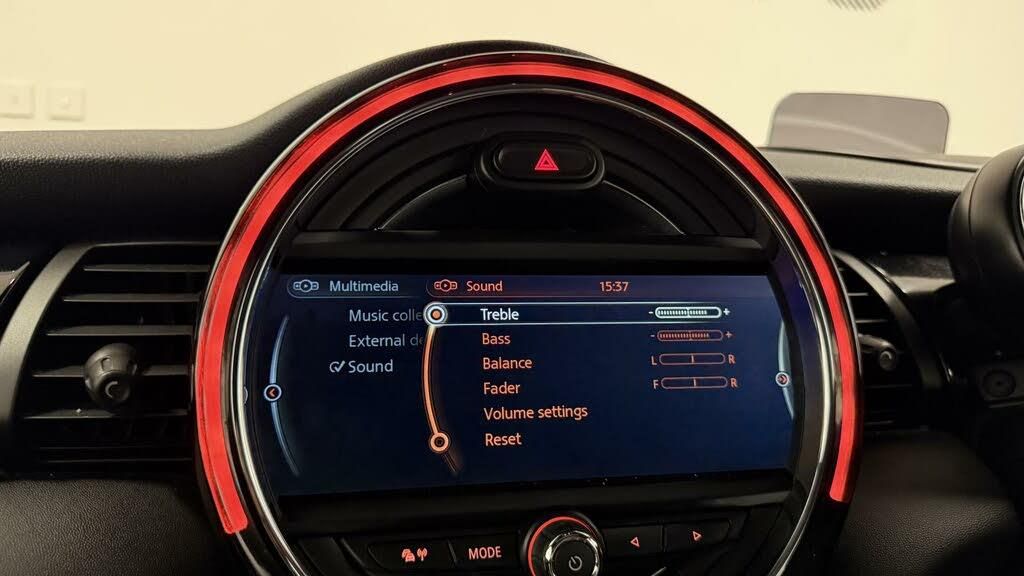 Multimedia Sound 15:37
Music colle
External de
Sound
Treble - +
Bass - +
Balance L R
Fader F R
Volume settings
Reset
MODE